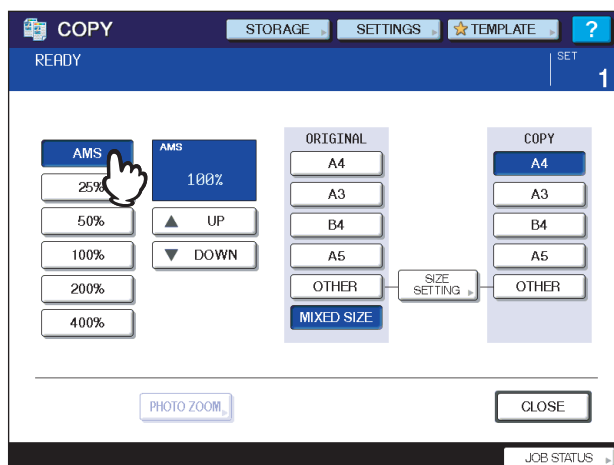 COPY
STORAGE
SETTINGS
TEMPLATE
?
READY
SET
1
AMS
25%
50%
100%
200%
400%
AMS
100%
UP
DOWN
ORIGINAL
A4
A3
B4
A5
OTHER
MIXED SIZE
SIZE
SETTING
COPY
A4
A3
B4
A5
OTHER
PHOTO ZOOM
CLOSE
JOB STATUS